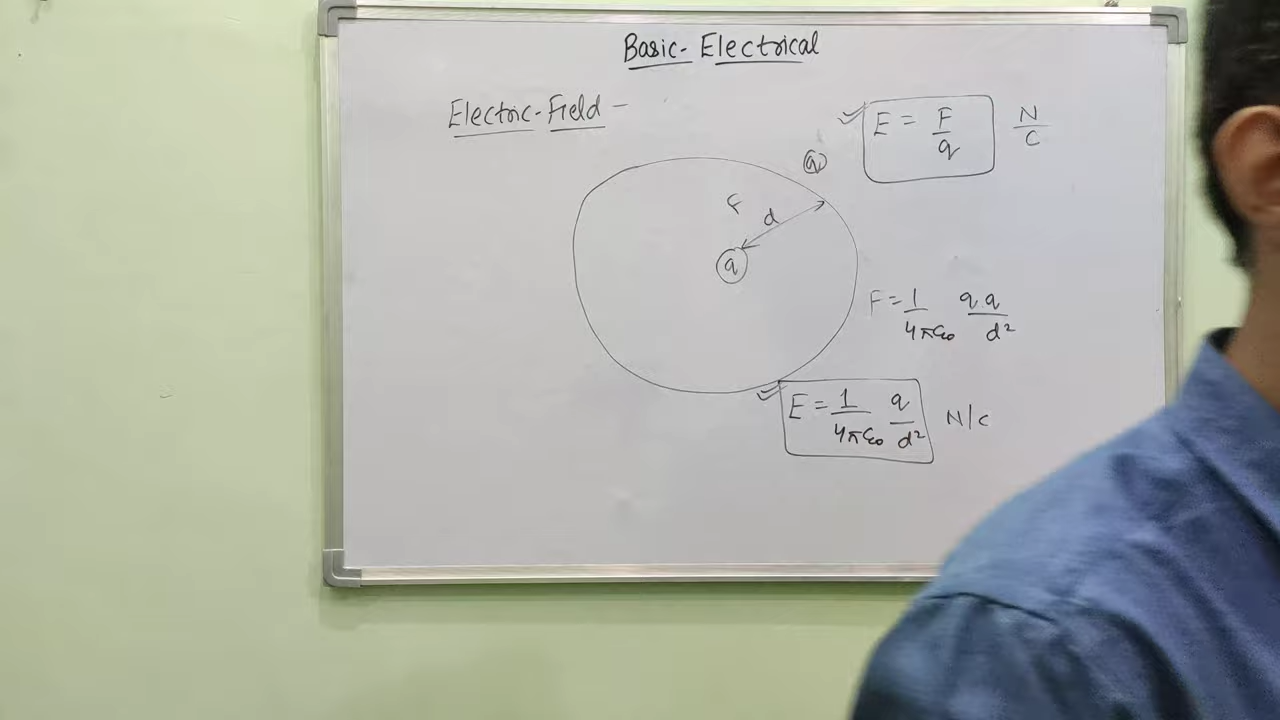 Basic- Electrical
Electric-Field -
E = F/q N/C
q
F
d
q
F = 1/4πε₀ q q/d²
E = 1/4πε₀ q/d² N/C